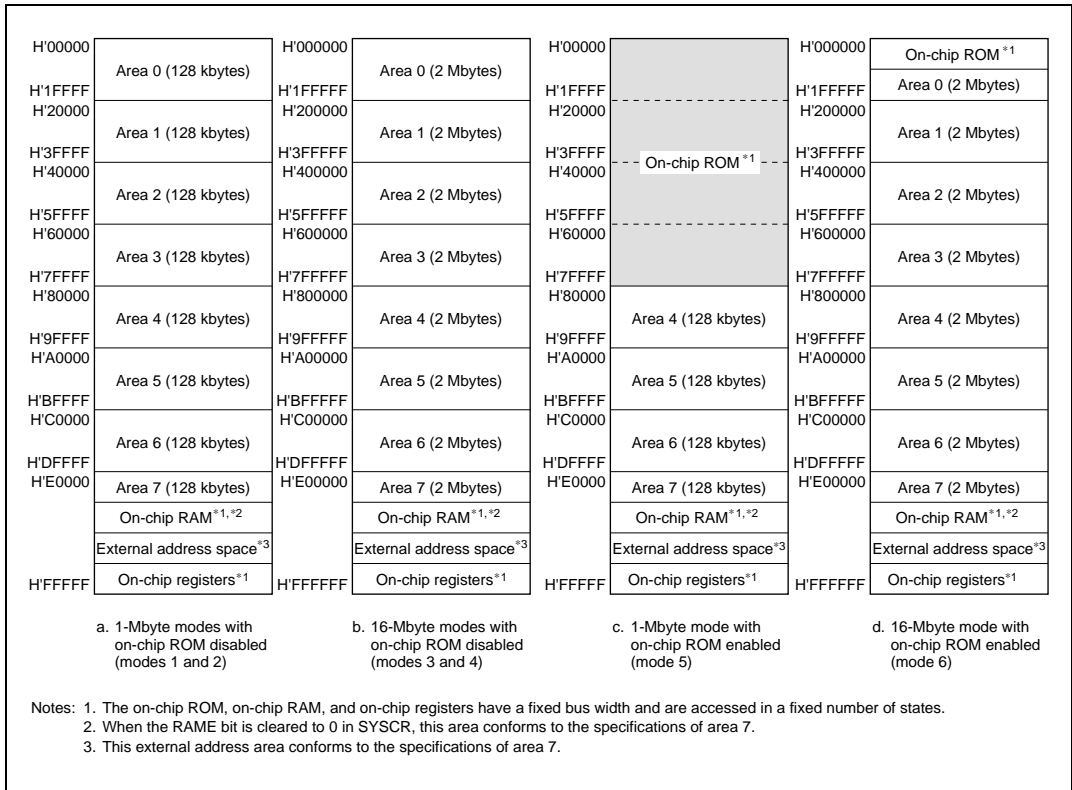 H'00000
Area 0 (128 kbytes)
H'1FFFF
H'20000
Area 1 (128 kbytes)
H'3FFFF
H'40000
Area 2 (128 kbytes)
H'5FFFF
H'60000
Area 3 (128 kbytes)
H'7FFFF
H'80000
Area 4 (128 kbytes)
H'9FFFF
H'A0000
Area 5 (128 kbytes)
H'BFFFF
H'C0000
Area 6 (128 kbytes)
H'DFFFF
H'E0000
Area 7 (128 kbytes)
On-chip RAM*1,*2
External address space*3
On-chip registers*1
H'FFFFF
a. 1-Mbyte modes with
on-chip ROM disabled
(modes 1 and 2)
H'000000
Area 0 (2 Mbytes)
H'1FFFFF
H'200000
Area 1 (2 Mbytes)
H'3FFFFF
H'400000
Area 2 (2 Mbytes)
H'5FFFFF
H'600000
Area 3 (2 Mbytes)
H'7FFFFF
H'800000
Area 4 (2 Mbytes)
H'9FFFFF
H'A00000
Area 5 (2 Mbytes)
H'BFFFFF
H'C00000
Area 6 (2 Mbytes)
H'DFFFFF
H'E00000
Area 7 (2 Mbytes)
On-chip RAM*1,*2
External address space*3
On-chip registers*1
H'FFFFFF
b. 16-Mbyte modes with
on-chip ROM disabled
(modes 3 and 4)
H'00000
H'1FFFF
H'20000
H'3FFFF
On-chip ROM*1
H'40000
H'5FFFF
H'60000
H'7FFFF
H'80000
Area 4 (128 kbytes)
H'9FFFF
H'A0000
Area 5 (128 kbytes)
H'BFFFF
H'C0000
Area 6 (128 kbytes)
H'DFFFF
H'E0000
Area 7 (128 kbytes)
On-chip RAM*1,*2
External address space*3
On-chip registers*1
H'FFFFF
c. 1-Mbyte mode with
on-chip ROM enabled
(mode 5)
H'000000
On-chip ROM*1
Area 0 (2 Mbytes)
H'1FFFFF
H'200000
Area 1 (2 Mbytes)
H'3FFFFF
H'400000
Area 2 (2 Mbytes)
H'5FFFFF
H'600000
Area 3 (2 Mbytes)
H'7FFFFF
H'800000
Area 4 (2 Mbytes)
H'9FFFFF
H'A00000
Area 5 (2 Mbytes)
H'BFFFFF
H'C00000
Area 6 (2 Mbytes)
H'DFFFFF
H'E00000
Area 7 (2 Mbytes)
On-chip RAM*1,*2
External address space*3
On-chip registers*1
H'FFFFFF
d. 16-Mbyte mode with
on-chip ROM enabled
(mode 6)
Notes: 1. The on-chip ROM, on-chip RAM, and on-chip registers have a fixed bus width and are accessed in a fixed number of states.
2. When the RAME bit is cleared to 0 in SYSCR, this area conforms to the specifications of area 7.
3. This external address area conforms to the specifications of area 7.